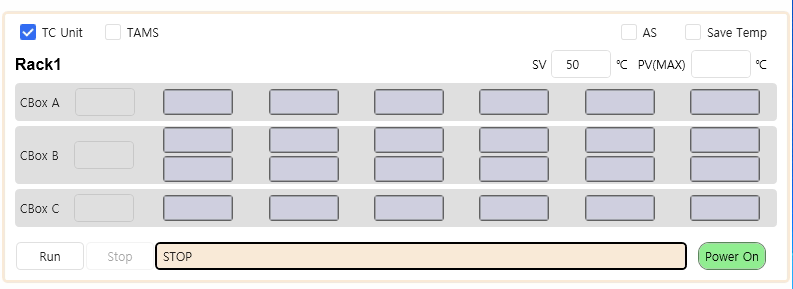 TC Unit TAMS AS Save Temp
Rack1 SV 50 ℃ PV(MAX) ℃
CBox A
CBox B
CBox C
Run Stop STOP Power On